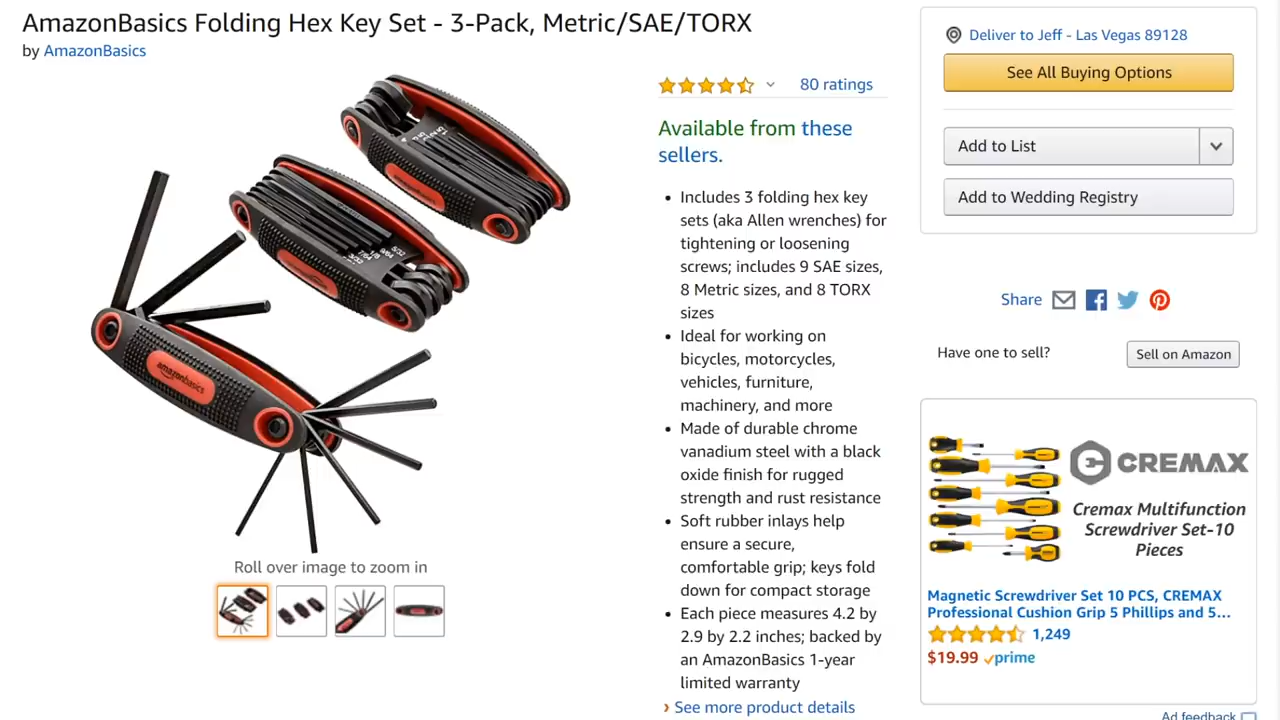 AmazonBasics Folding Hex Key Set - 3-Pack, Metric/SAE/TORX
by AmazonBasics
amazonbasics
Roll over image to zoom in
80 ratings
Available from these
sellers.
• Includes 3 folding hex key
sets (aka Allen wrenches) for
tightening or loosening
screws; includes 9 SAE sizes,
8 Metric sizes, and 8 TORX
sizes
• Ideal for working on
bicycles, motorcycles,
vehicles, furniture,
machinery, and more
• Made of durable chrome
vanadium steel with a black
oxide finish for rugged
strength and rust resistance
• Soft rubber inlays help
ensure a secure,
comfortable grip; keys fold
down for compact storage
• Each piece measures 4.2 by
2.9 by 2.2 inches; backed by
an AmazonBasics 1-year
limited warranty
› See more product details
Deliver to Jeff - Las Vegas 89128
See All Buying Options
Add to List
Add to Wedding Registry
Share
Have one to sell?
Sell on Amazon
CREMAX
Cremax Multifunction
Screwdriver Set-10
Pieces
Magnetic Screwdriver Set 10 PCS, CREMAX
Professional Cushion Grip 5 Phillips and 5...
1,249
$19.99 prime
Ad feedback